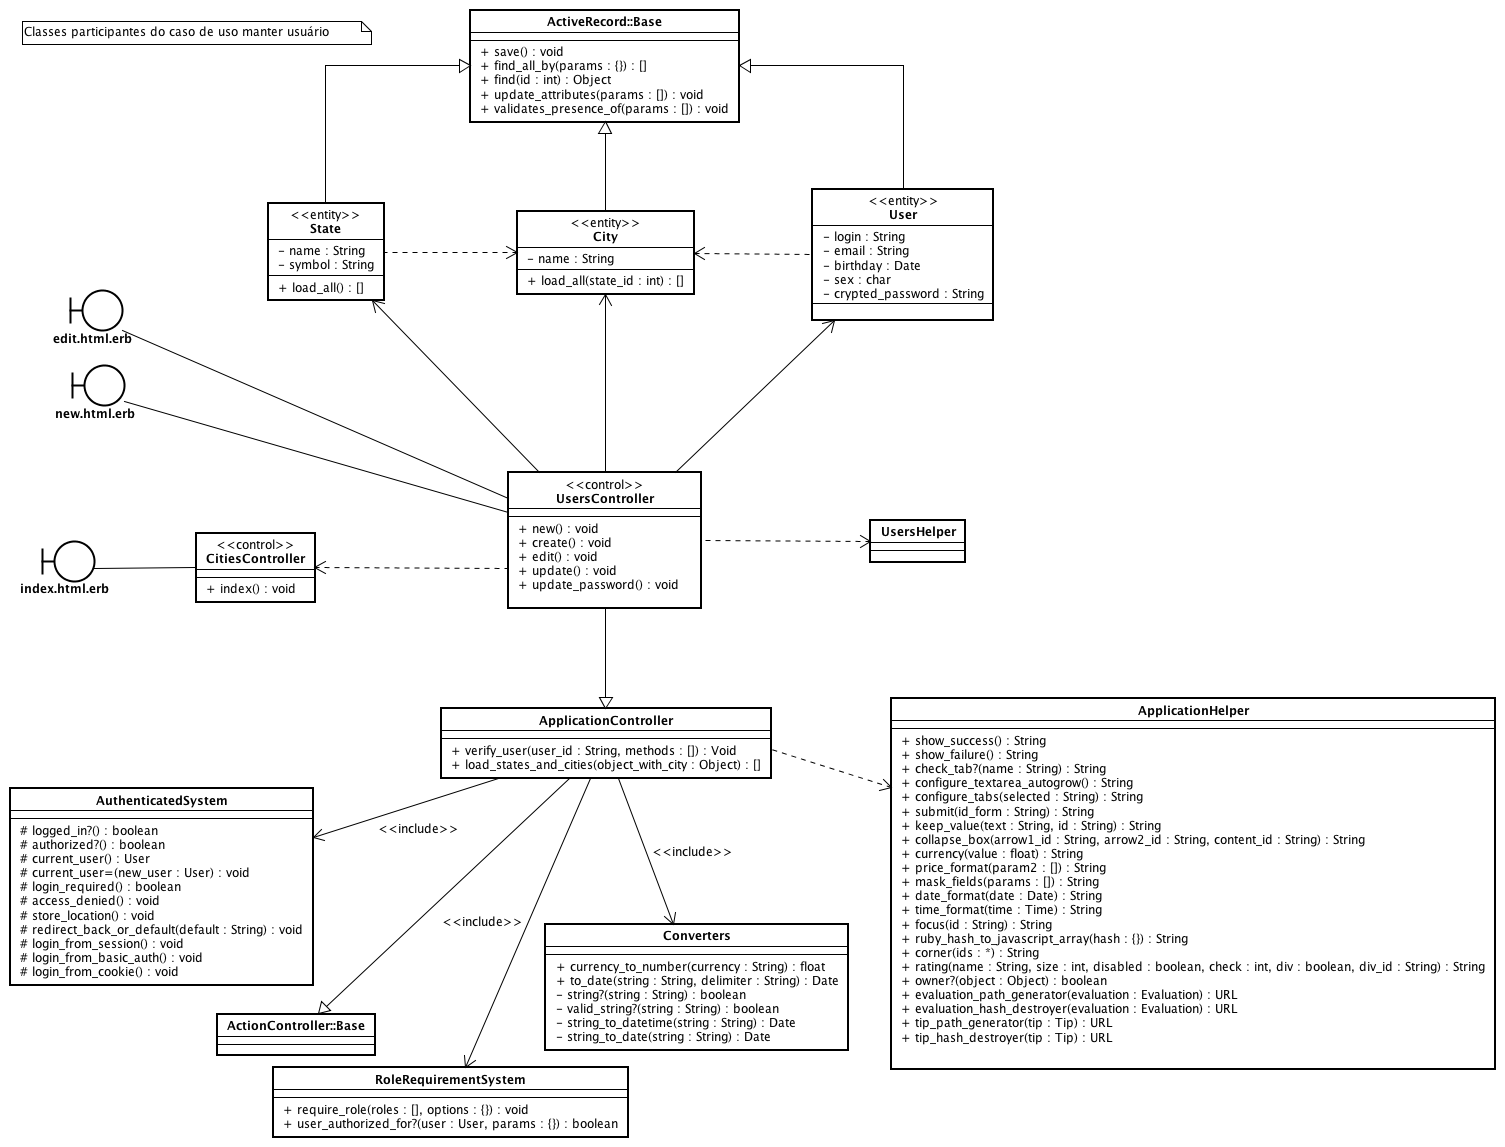 Classes participantes do caso de uso manter usuário
ActiveRecord::Base
+ save() : void
+ find_all_by(params : {}) : []
+ find(id : int) : Object
+ update_attributes(params : []) : void
+ validates_presence_of(params : []) : void
<<entity>>
State
- name : String
- symbol : String
+ load_all() : []
<<entity>>
City
- name : String
+ load_all(state_id : int) : []
<<entity>>
User
- login : String
- email : String
- birthday : Date
- sex : char
- crypted_password : String
edit.html.erb
new.html.erb
<<control>>
UsersController
+ new() : void
+ create() : void
+ edit() : void
+ update() : void
+ update_password() : void
UsersHelper
<<control>>
CitiesController
+ index() : void
index.html.erb
ApplicationController
+ verify_user(user_id : String, methods : []) : Void
+ load_states_and_cities(object_with_city : Object) : []
ApplicationHelper
+ show_success() : String
+ show_failure() : String
+ check_tab?(name : String) : String
+ configure_textarea_autogrow() : String
+ configure_tabs(selected : String) : String
+ submit(id_form : String) : String
+ keep_value(text : String, id : String) : String
+ collapse_box(arrow1_id : String, arrow2_id : String, content_id : String) : String
+ currency(value : float) : String
+ price_format(param2 : []) : String
+ mask_fields(params : []) : String
+ date_format(date : Date) : String
+ time_format(time : Time) : String
+ focus(id : String) : String
+ ruby_hash_to_javascript_array(hash : {}) : String
+ corner(ids : *) : String
+ rating(name : String, size : int, disabled : boolean, check : int, div : boolean, div_id : String) : String
+ owner?(object : Object) : boolean
+ evaluation_path_generator(evaluation : Evaluation) : URL
+ evaluation_hash_destroyer(evaluation : Evaluation) : URL
+ tip_path_generator(tip : Tip) : URL
+ tip_hash_destroyer(tip : Tip) : URL
AuthenticatedSystem
# logged_in?() : boolean
# authorized?() : boolean
# current_user() : User
# current_user=(new_user : User) : void
# login_required() : boolean
# access_denied() : void
# store_location() : void
# redirect_back_or_default(default : String) : void
# login_from_session() : void
# login_from_basic_auth() : void
# login_from_cookie() : void
<<include>>
<<include>>
<<include>>
Converters
+ currency_to_number(currency : String) : float
+ to_date(string : String, delimiter : String) : Date
- string?(string : String) : boolean
- valid_string?(string : String) : boolean
- string_to_datetime(string : String) : Date
- string_to_date(string : String) : Date
ActionController::Base
RoleRequirementSystem
+ require_role(roles : [], options : {}) : void
+ user_authorized_for?(user : User, params : {}) : boolean